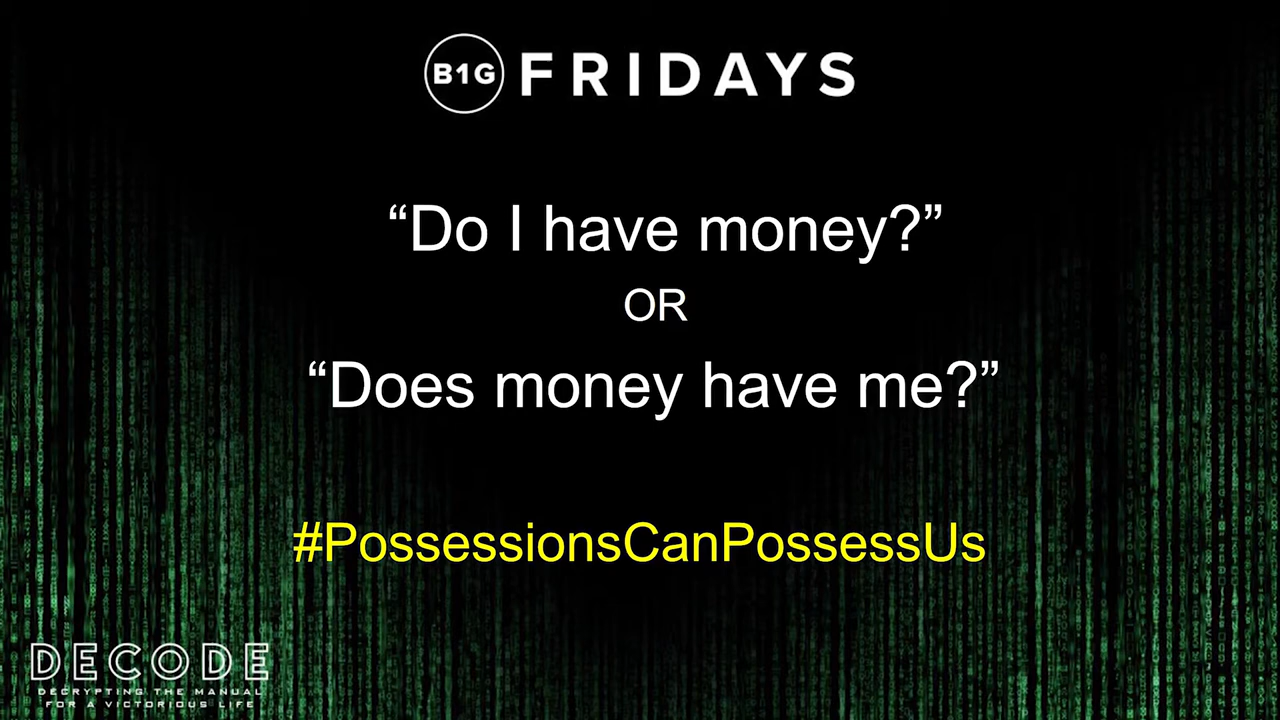 B1G FRIDAYS
“Do I have money?”
OR
“Does money have me?”
#PossessionsCanPossessUs
DECODE
DECRYPTING THE MANUAL
FOR A VICTORIOUS LIFE